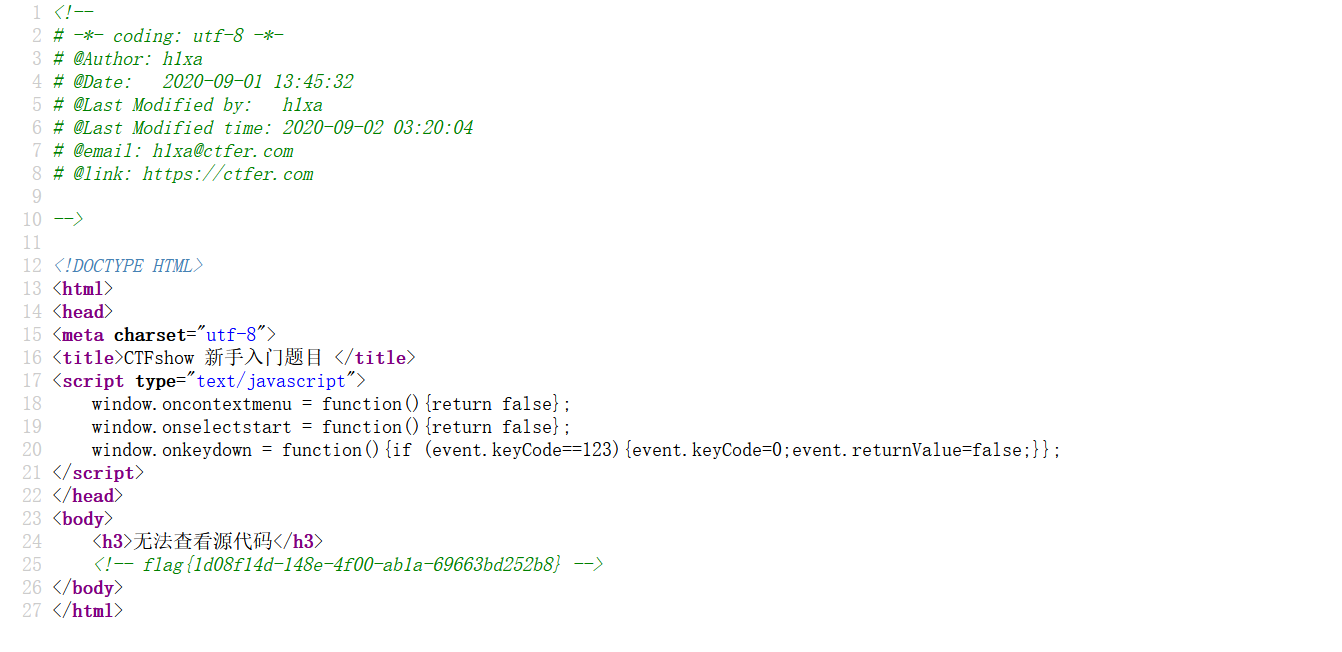 1 <!--
2 # -*- coding: utf-8 -*-
3 # @Author: h1xa
4 # @Date:   2020-09-01 13:45:32
5 # @Last Modified by:   h1xa
6 # @Last Modified time: 2020-09-02 03:20:04
7 # @email: h1xa@ctfer.com
8 # @link: https://ctfer.com
9
10 -->
11
12 <!DOCTYPE HTML>
13 <html>
14 <head>
15 <meta charset="utf-8">
16 <title>CTFshow 新手入门题目 </title>
17 <script type="text/javascript">
18     window.oncontextmenu = function(){return false};
19     window.onselectstart = function(){return false};
20     window.onkeydown = function(){if (event.keyCode==123){event.keyCode=0;event.returnValue=false;}};
21 </script>
22 </head>
23 <body>
24     <h3>无法查看源代码</h3>
25     <!-- flag{1d08f14d-148e-4f00-ab1a-69663bd252b8} -->
26 </body>
27 </html>